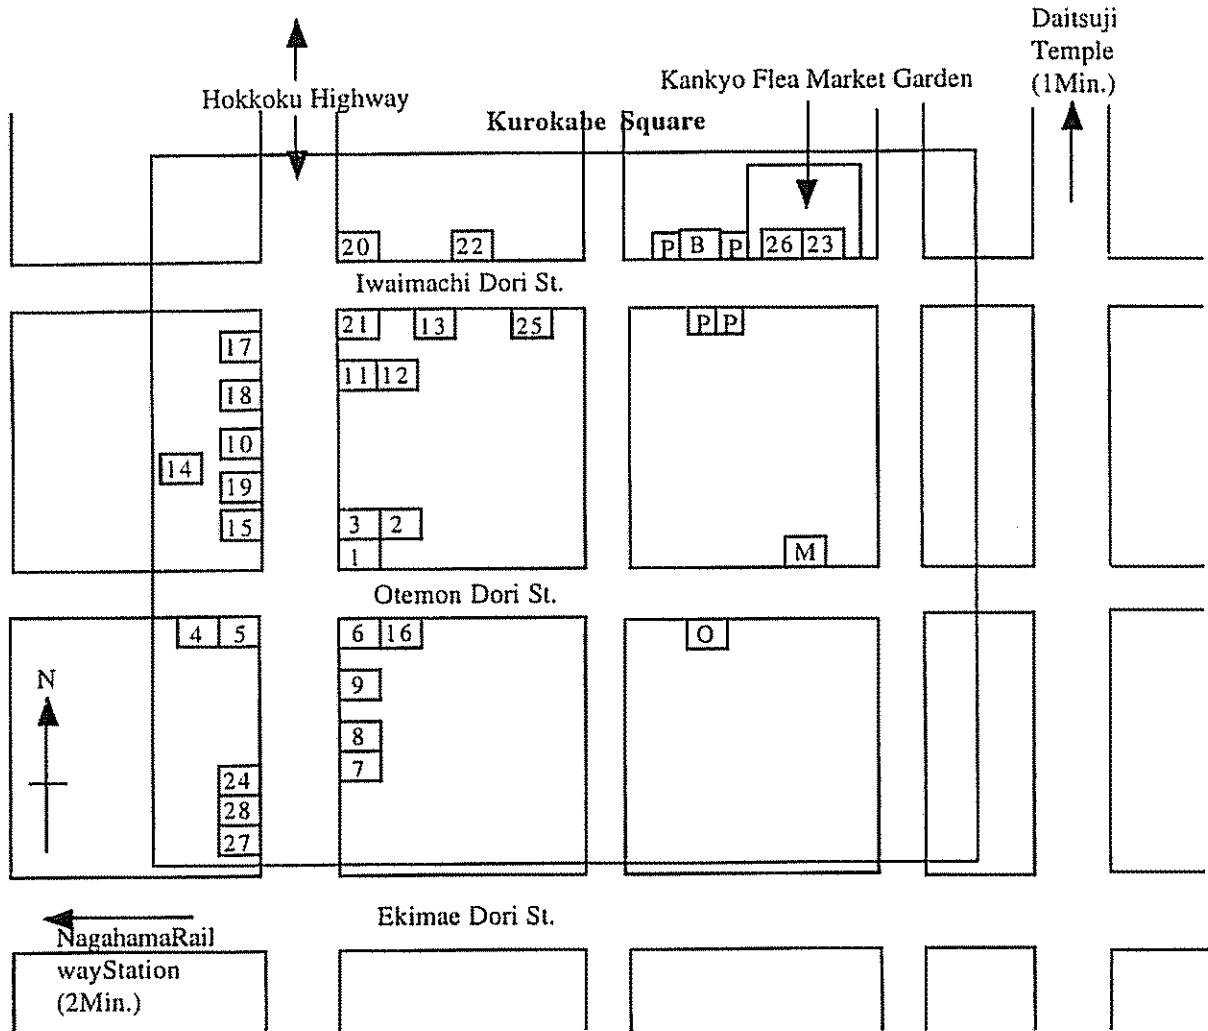 Daitsuji
Temple
(1Min.)
Kankyo Flea Market Garden
Hokkoku Highway
Kurokabe Square
20 22 P B P 26 23
Iwaimachi Dori St.
21 13 25 P P
17
11 12
18
10
14
19
3 2
15
1
M
Otemon Dori St.
4 5 6 16 O
N
9
8
7
24
28
27
Ekimae Dori St.
NagahamaRail
wayStation
(2Min.)